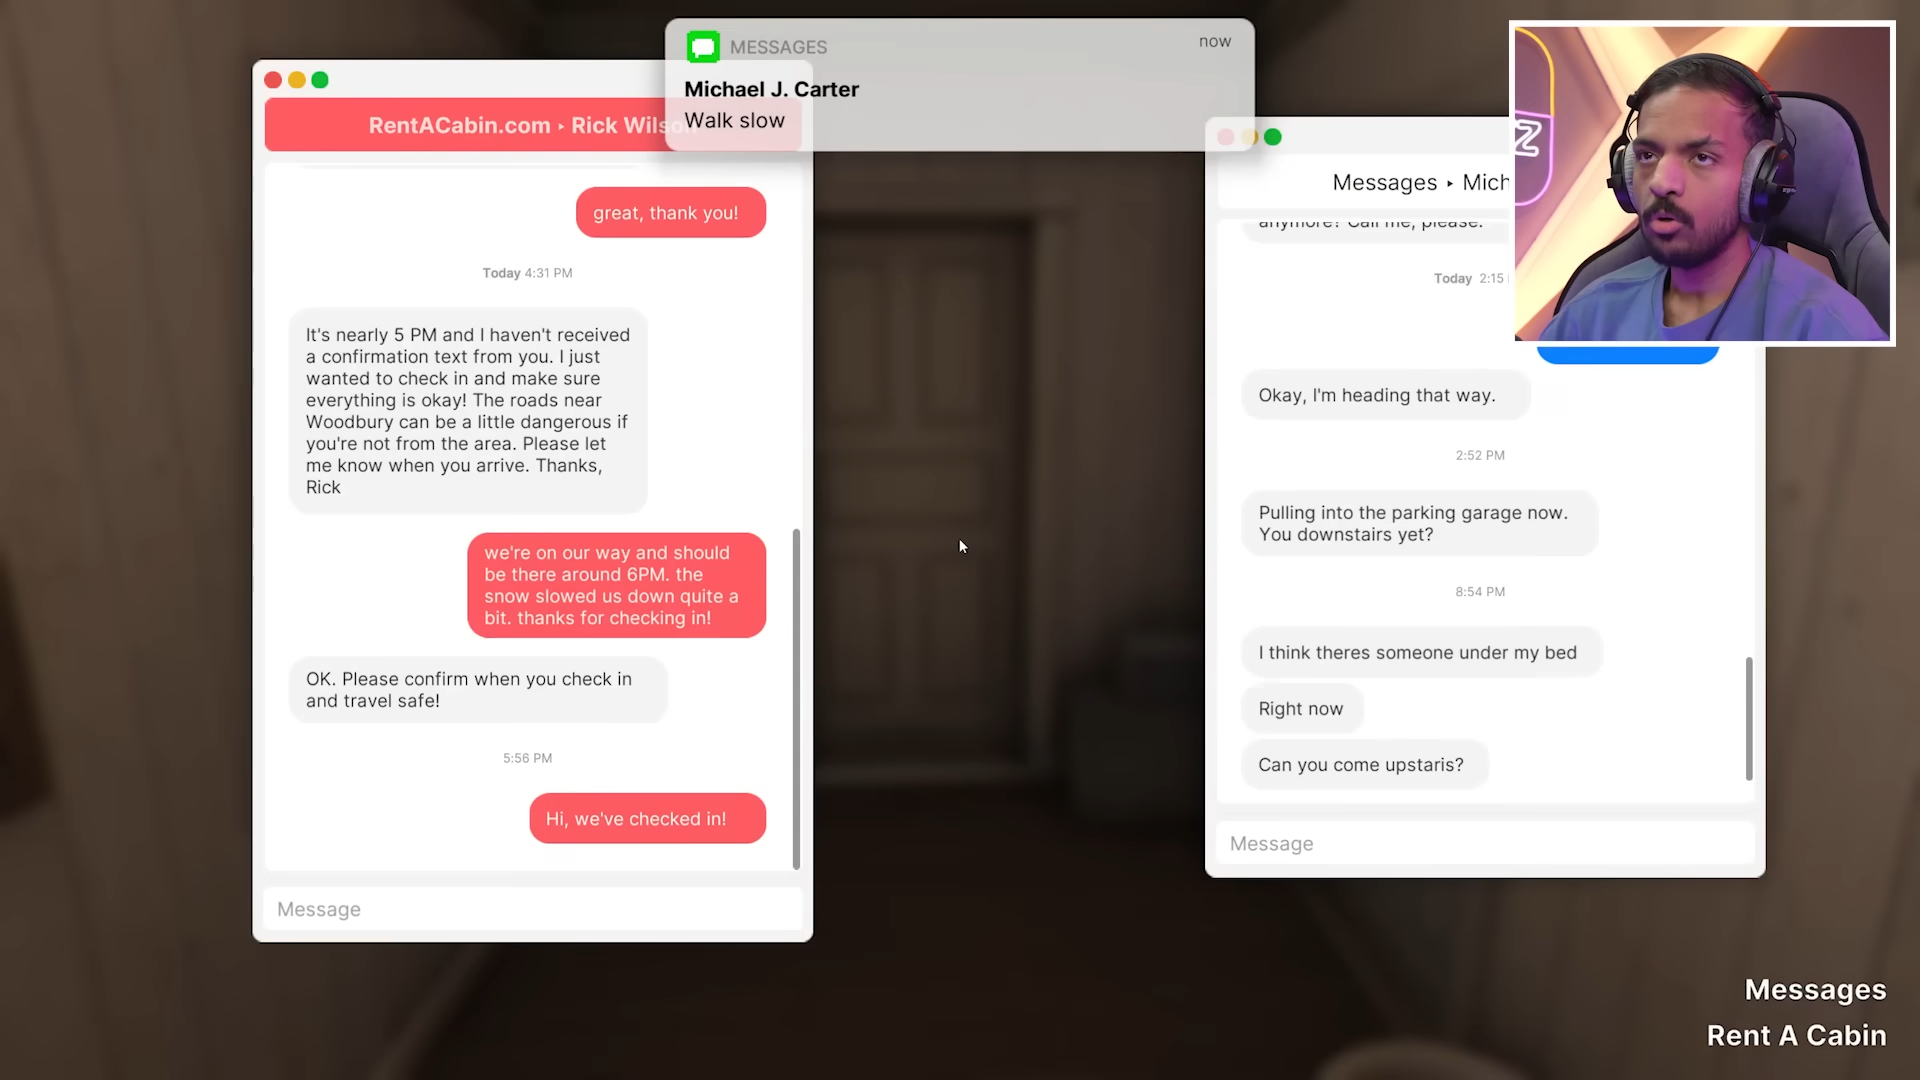 MESSAGES
now
Michael J. Carter
Walk slow
RentACabin.com ▸ Rick Wilso
great, thank you!
Today 4:31 PM
It's nearly 5 PM and I haven't received
a confirmation text from you. I just
wanted to check in and make sure
everything is okay! The roads near
Woodbury can be a little dangerous if
you're not from the area. Please let
me know when you arrive. Thanks,
Rick
we're on our way and should
be there around 6PM. the
snow slowed us down quite a
bit. thanks for checking in!
OK. Please confirm when you check in
and travel safe!
5:56 PM
Hi, we've checked in!
Message
Messages ▸ Mich
anymore? Call me, please.
Today 2:15
Okay, I'm heading that way.
2:52 PM
Pulling into the parking garage now.
You downstairs yet?
8:54 PM
I think theres someone under my bed
Right now
Can you come upstaris?
Message
Z
Messages
Rent A Cabin